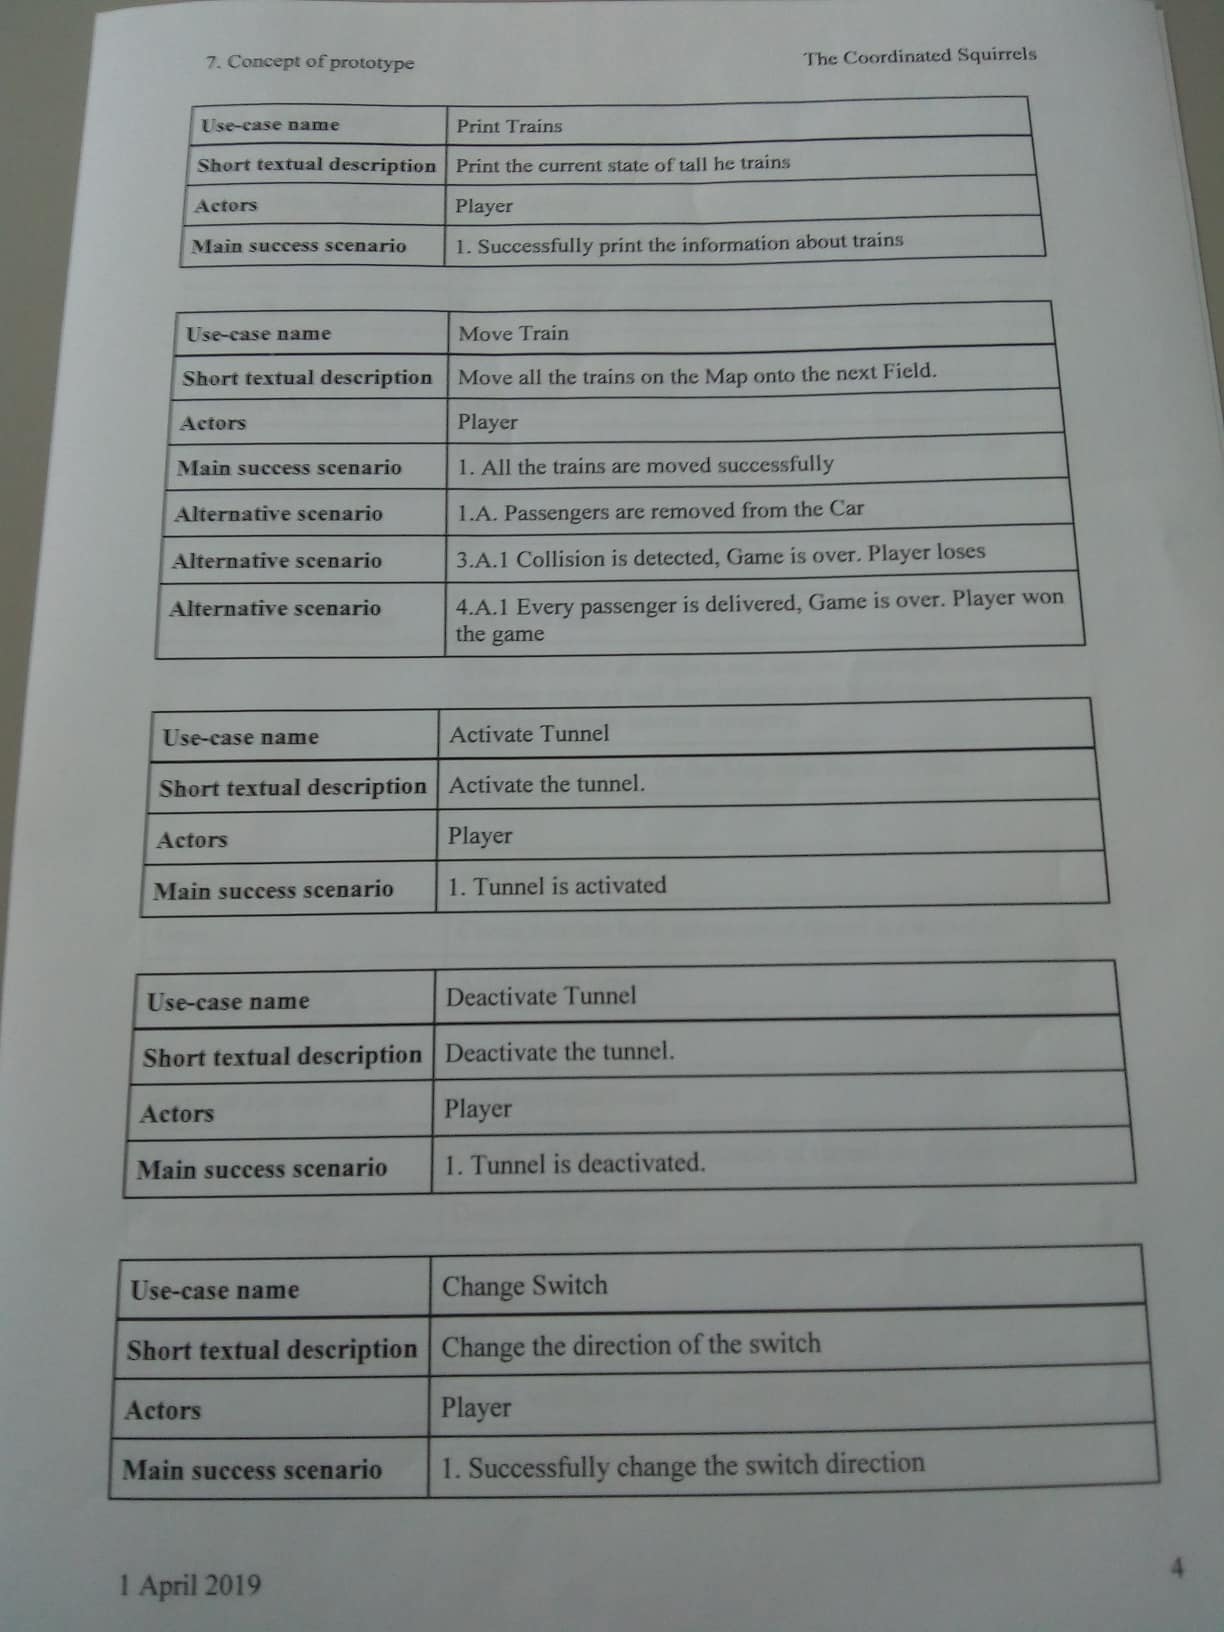 7. Concept of prototype
The Coordinated Squirrels
Use-case name Print Trains
Short textual description Print the current state of tall he trains
Actors Player
Main success scenario 1. Successfully print the information about trains
Use-case name Move Train
Short textual description Move all the trains on the Map onto the next Field.
Actors Player
Main success scenario 1. All the trains are moved successfully
Alternative scenario 1.A. Passengers are removed from the Car
Alternative scenario 3.A.1 Collision is detected, Game is over. Player loses
Alternative scenario 4.A.1 Every passenger is delivered, Game is over. Player won
the game
Use-case name Activate Tunnel
Short textual description Activate the tunnel.
Actors Player
Main success scenario 1. Tunnel is activated
Use-case name Deactivate Tunnel
Short textual description Deactivate the tunnel.
Actors Player
Main success scenario 1. Tunnel is deactivated.
Use-case name Change Switch
Short textual description Change the direction of the switch
Actors Player
Main success scenario 1. Successfully change the switch direction
1 April 2019
4